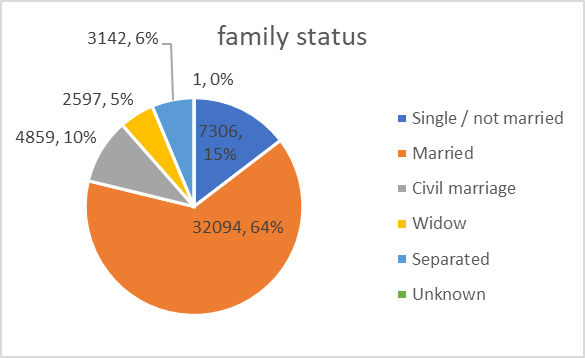 family status
3142, 6%
1, 0%
2597, 5%
4859, 10%
7306,
15%
32094, 64%
Single / not married
Married
Civil marriage
Widow
Separated
Unknown